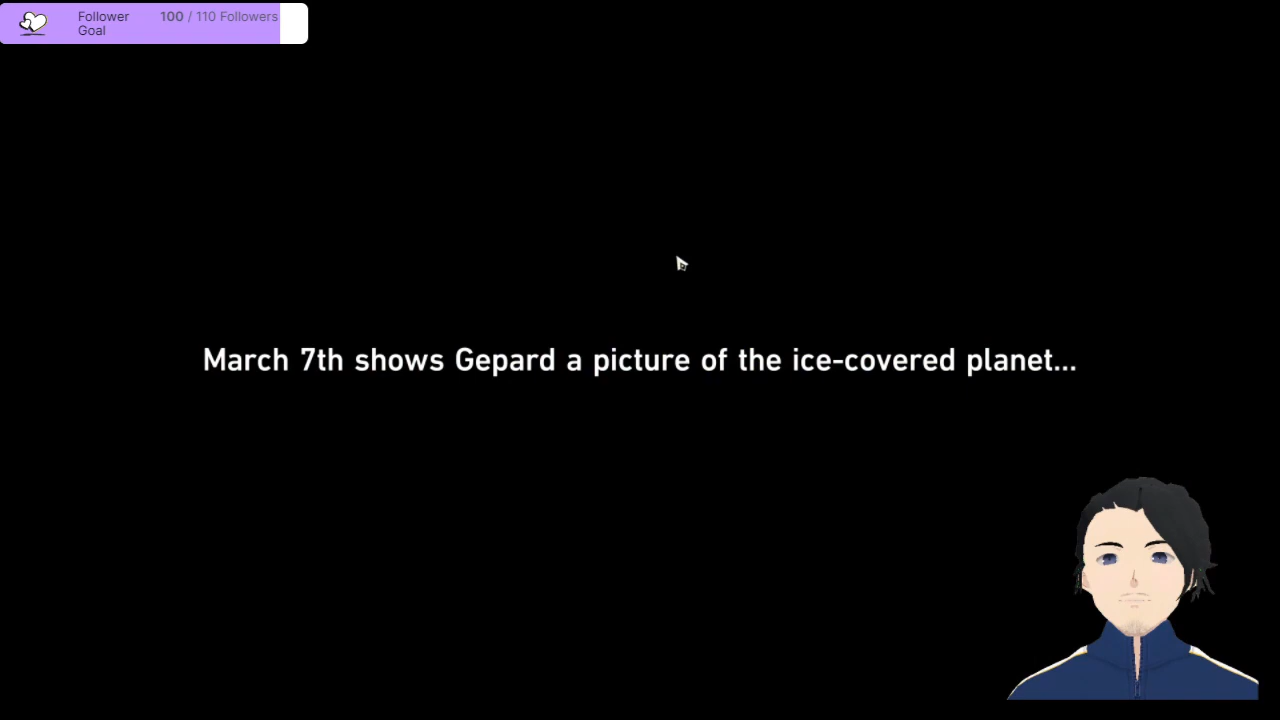 Follower
Goal
100 / 110 Followers
March 7th shows Gepard a picture of the ice-covered planet...